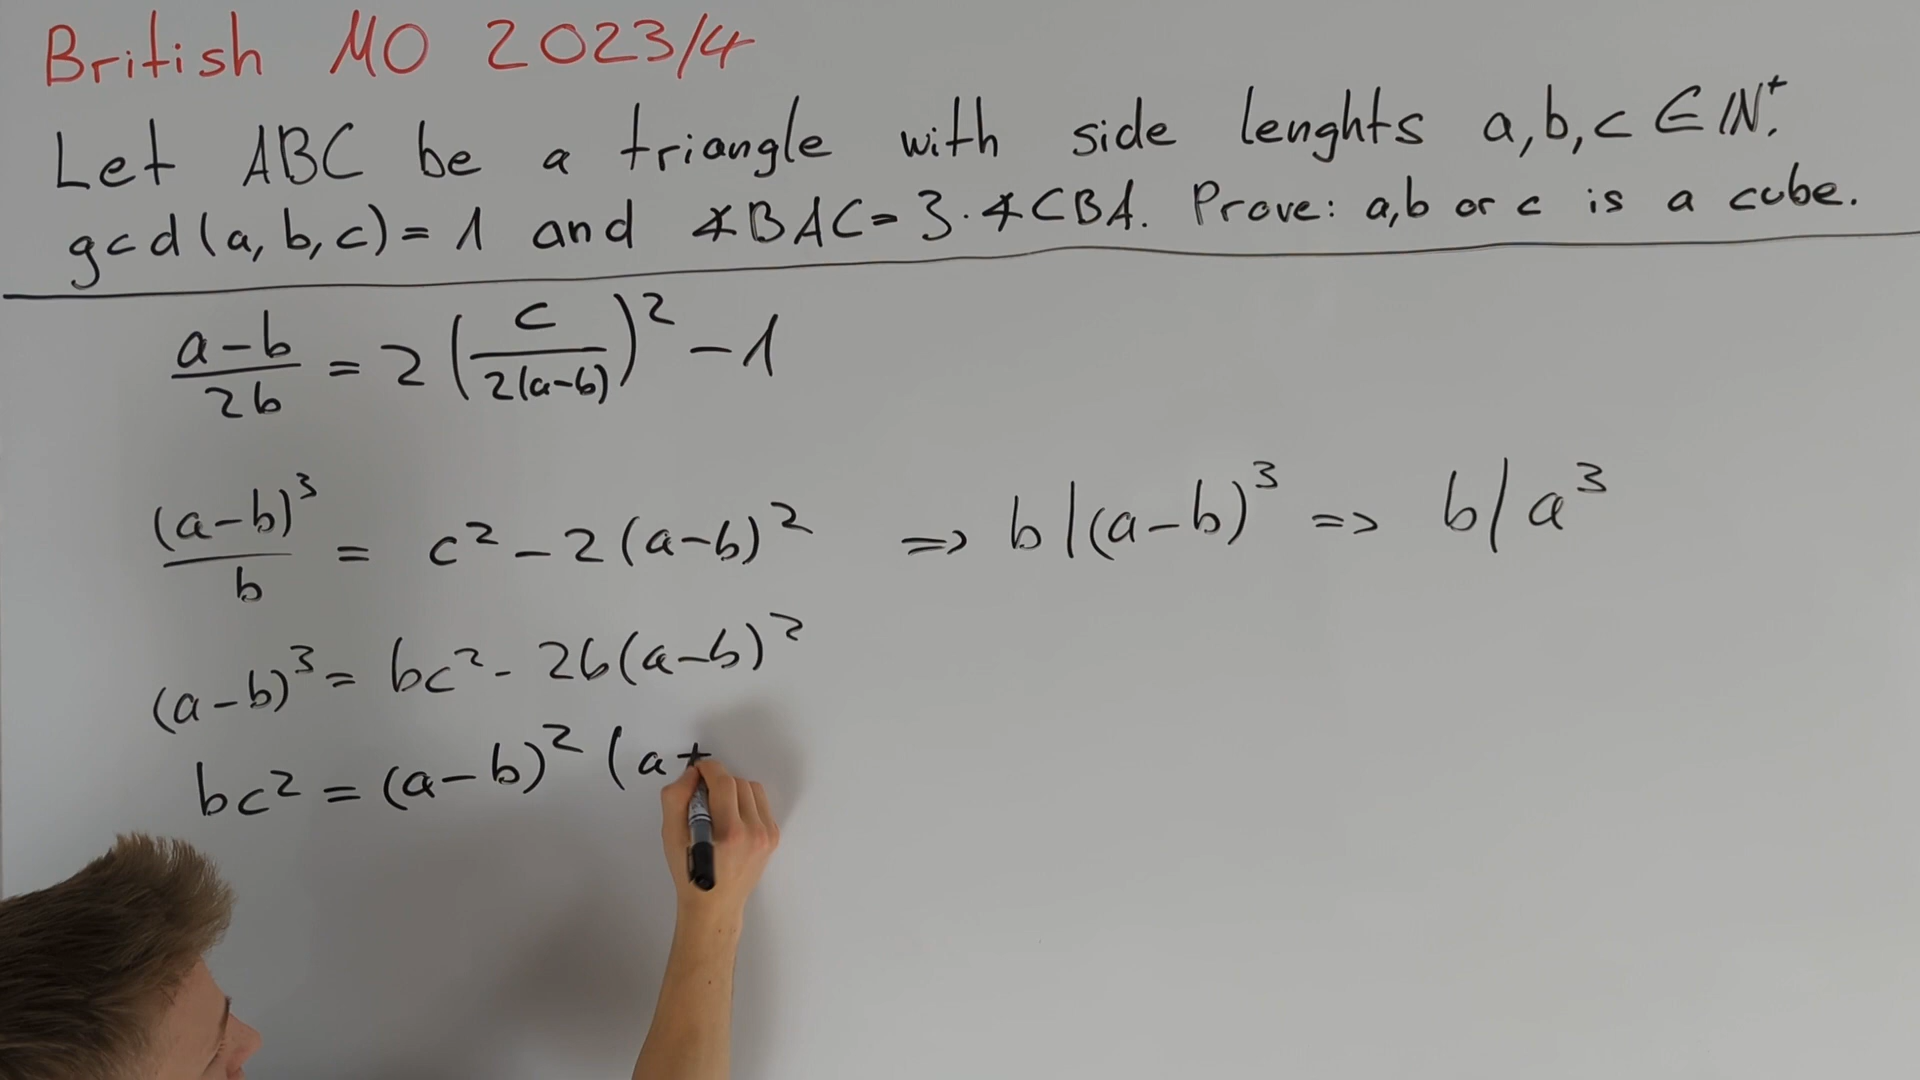 British MO 2023/4
Let ABC be a triangle with side lenghts a,b,c ∈ ℕ⁺.
gcd(a,b,c)=1 and ∢BAC=3·∢CBA. Prove: a,b or c is a cube.
(a-b)/(2b) = 2(c/(2(a-b)))² - 1
(a-b)³/b = c² - 2(a-b)² => b|(a-b)³ => b|a³
(a-b)³ = bc² - 2b(a-b)²
bc² = (a-b)² (a+